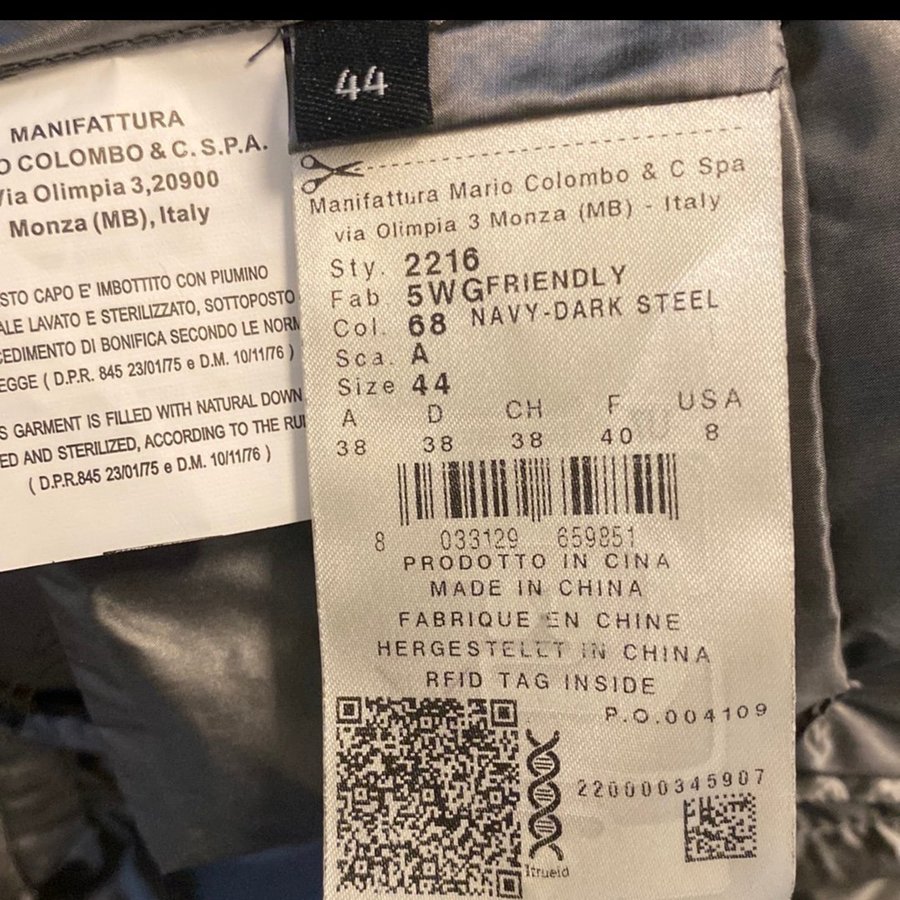 MANIFATTURA
O COLOMBO & C. S.P.A.
Via Olimpia 3,20900
Monza (MB), Italy
STO CAPO E' IMBOTTITO CON PIUMINO
ALE LAVATO E STERILIZZATO, SOTTOPOSTO
CEDIMENTO DI BONIFICA SECONDO LE NORM
EGGE ( D.P.R. 845 23/01/75 e D.M. 10/11/76 )
S GARMENT IS FILLED WITH NATURAL DOWN
ED AND STERILIZED, ACCORDING TO THE RUL
( D.P.R.845 23/01/75 e D.M. 10/11/76 )
44
Manifattura Mario Colombo & C Spa
via Olimpia 3 Monza (MB) - Italy
Sty. 2216
Fab 5WGFRIENDLY
Col. 68 NAVY-DARK STEEL
Sca. A
Size 44
A D CH F USA
38 38 38 40 8
8 033129 659851
PRODOTTO IN CINA
MADE IN CHINA
FABRIQUE EN CHINE
HERGESTELLT IN CHINA
RFID TAG INSIDE
P.O.004109
220000345907
Itrueid